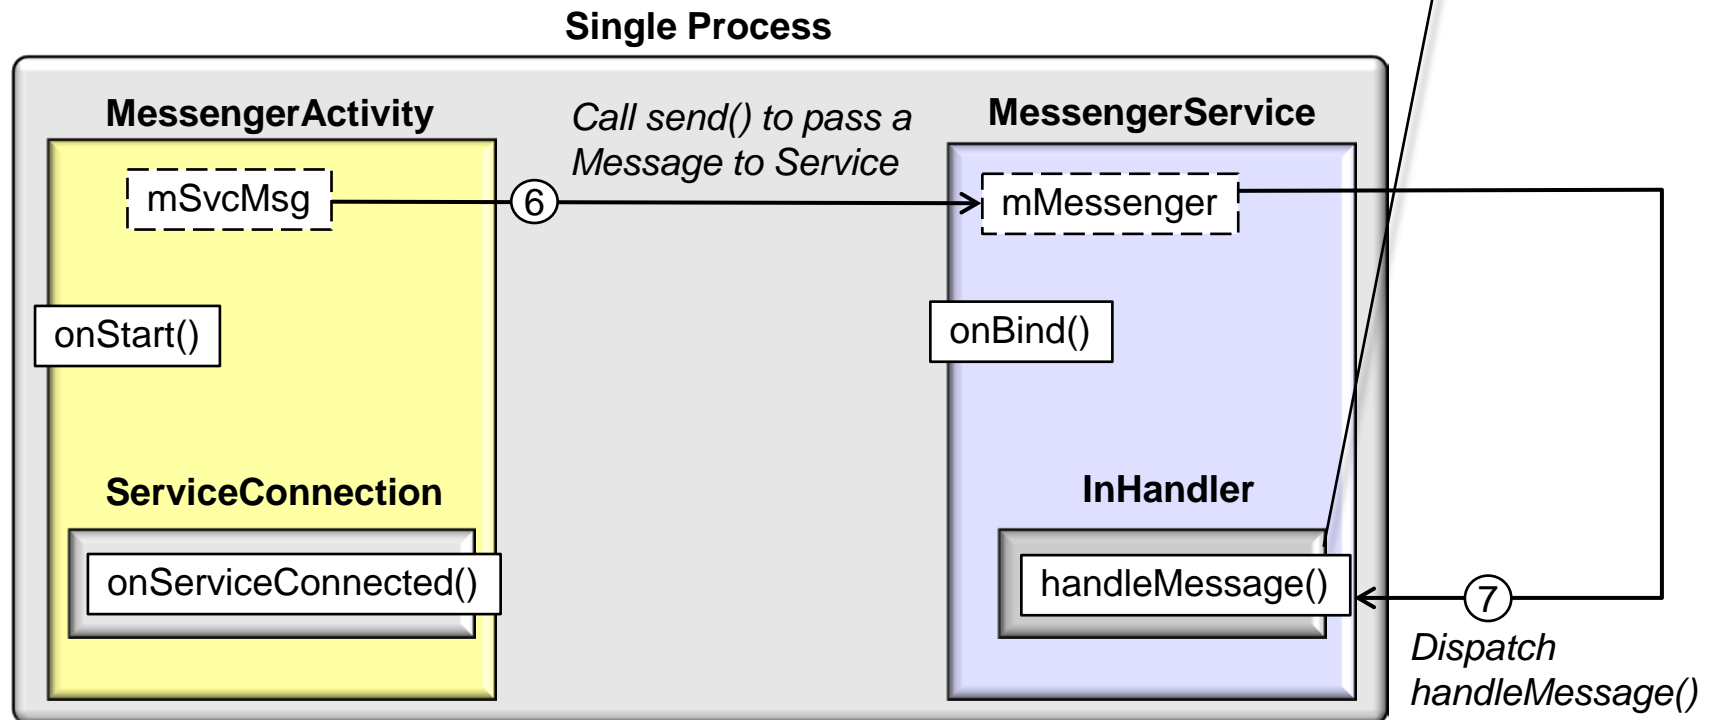 Single Process
MessengerActivity
Call send() to pass a
Message to Service
MessengerService
mSvcMsg
6
mMessenger
onStart()
onBind()
ServiceConnection
InHandler
onServiceConnected()
handleMessage()
7
Dispatch
handleMessage()